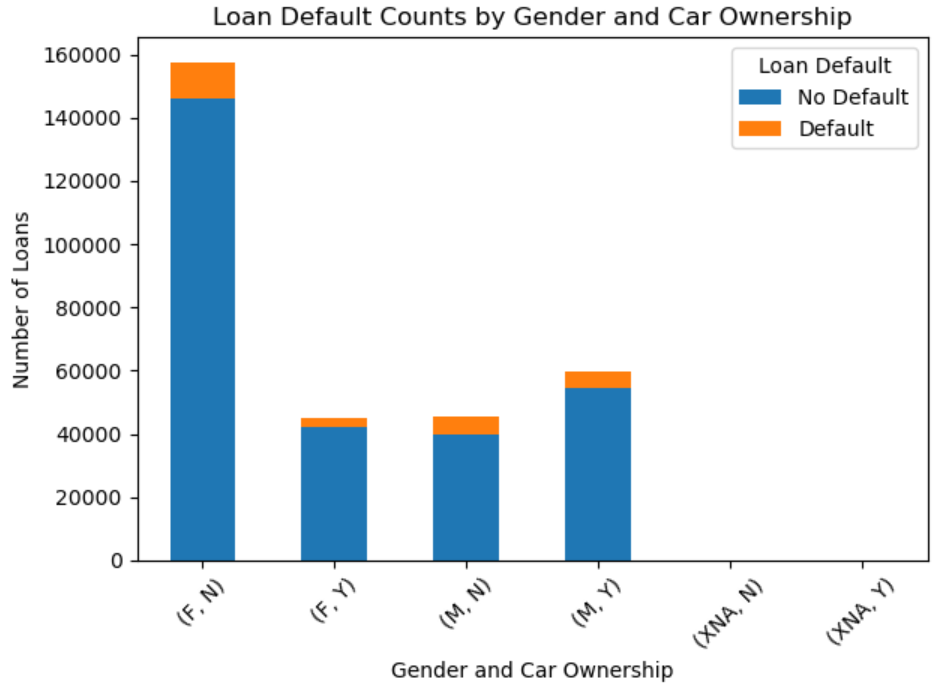 Loan Default Counts by Gender and Car Ownership
Loan Default
No Default
Default
Number of Loans
160000
140000
120000
100000
80000
60000
40000
20000
0
(F, N)
(F, Y)
(M, N)
(M, Y)
(XNA, N)
(XNA, Y)
Gender and Car Ownership